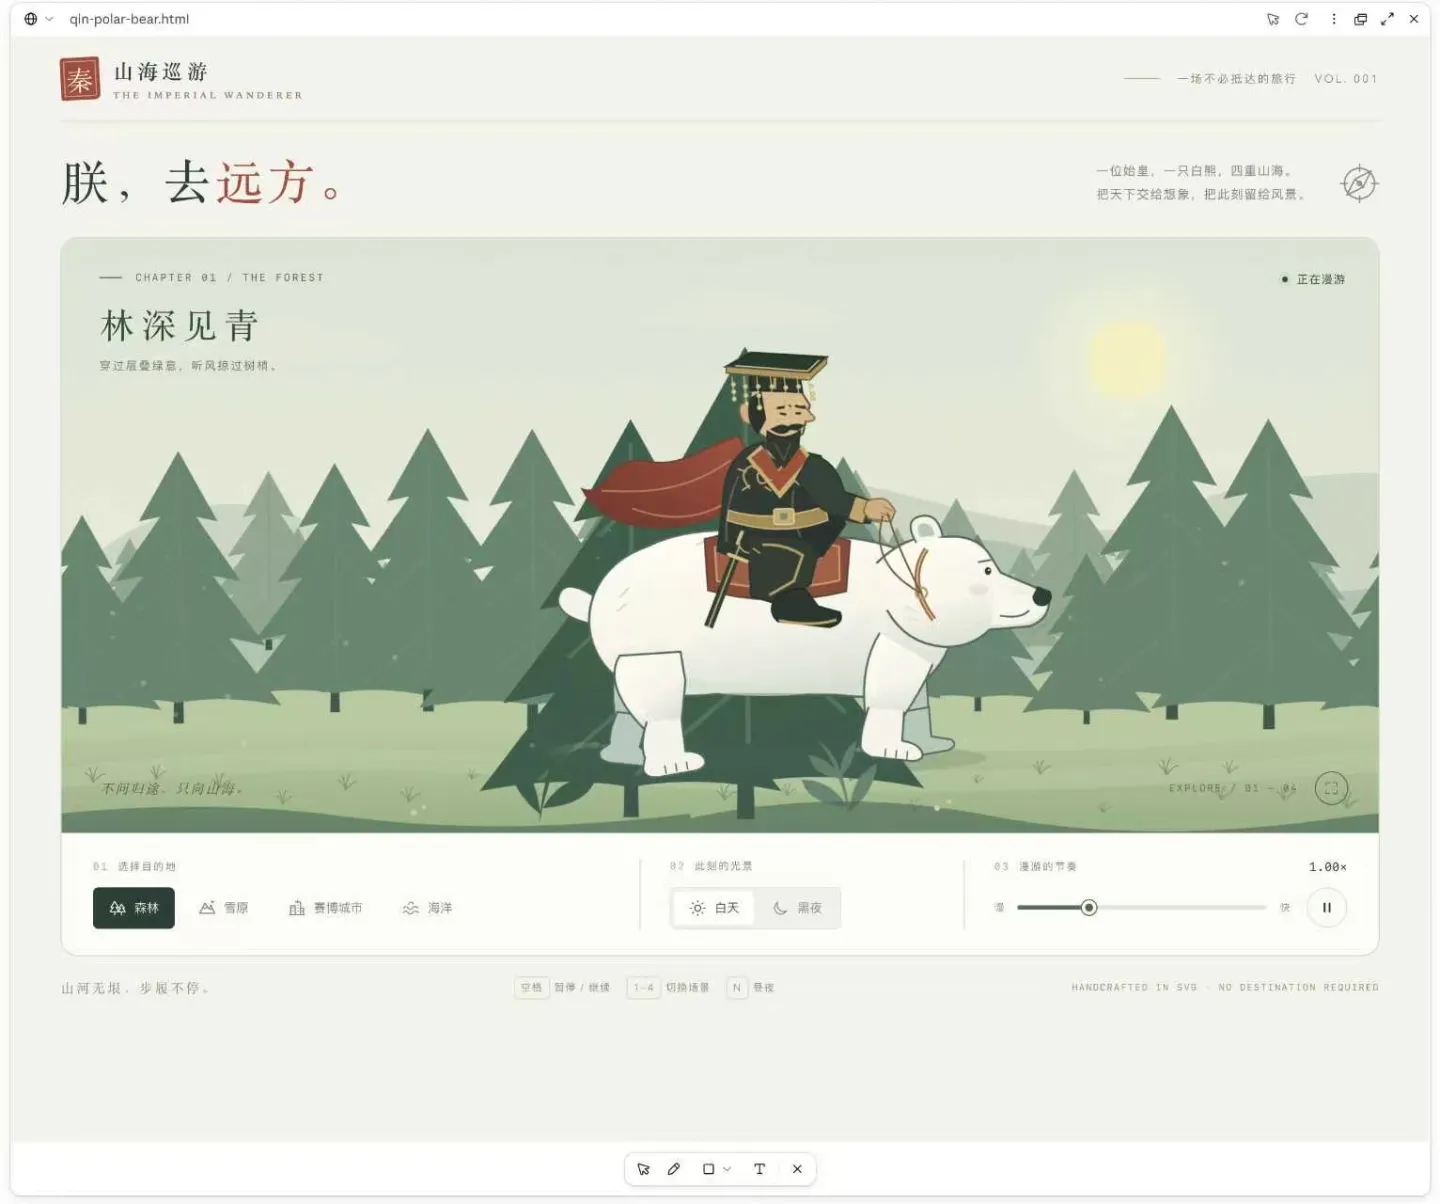 qin-polar-bear.html
秦
山海巡游
THE IMPERIAL WANDERER
一场不必抵达的旅行 VOL. 001
朕，去远方。
一位始皇，一只白熊，四重山海。
把天下交给想象，把此刻留给风景。
CHAPTER 01 / THE FOREST
正在漫游
林深见青
穿过层叠绿意，听风掠过树梢。
不问归途，只向山海。
EXPLORE / 01 — 04
01 选择目的地
森林 雪原 赛博城市 海洋
02 此刻的光景
白天 黑夜
03 漫游的节奏 1.00×
慢 快
山河无垠，步履不停。
空格 暂停 / 继续 1-4 切换场景 N 昼夜
HANDCRAFTED IN SVG · NO DESTINATION REQUIRED